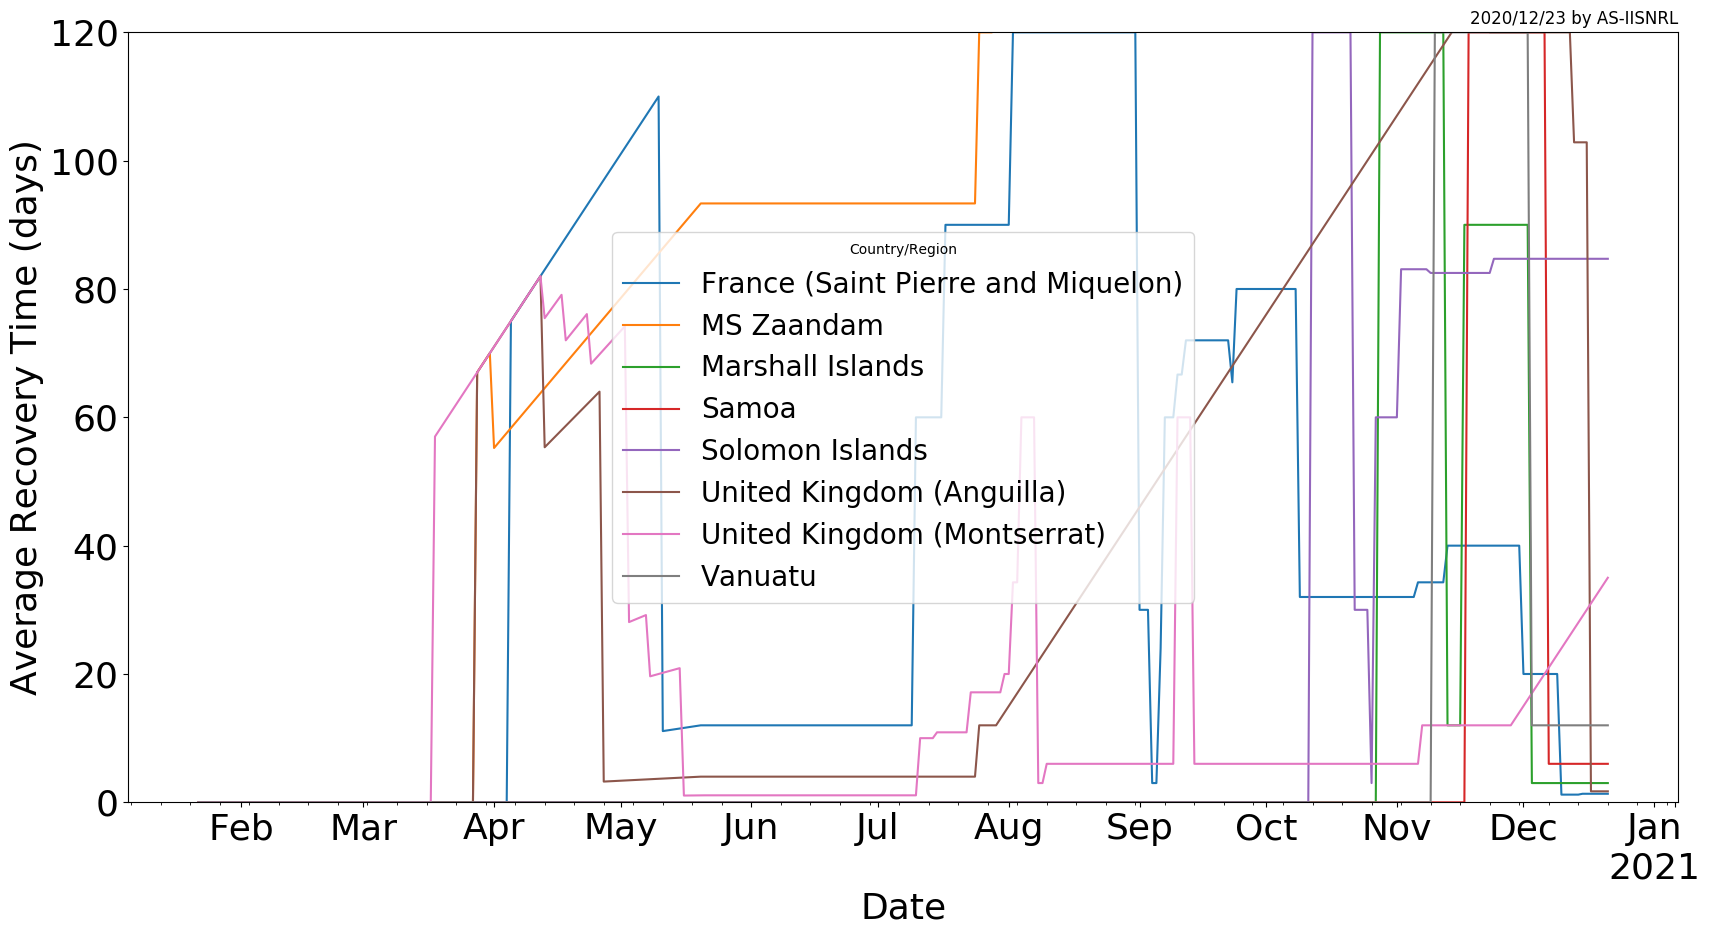 2020/12/23 by AS-IISNRL
120
100
80
60
40
20
0
Average Recovery Time (days)
Country/Region
France (Saint Pierre and Miquelon)
MS Zaandam
Marshall Islands
Samoa
Solomon Islands
United Kingdom (Anguilla)
United Kingdom (Montserrat)
Vanuatu
Feb Mar Apr May Jun Jul Aug Sep Oct Nov Dec Jan
2021
Date